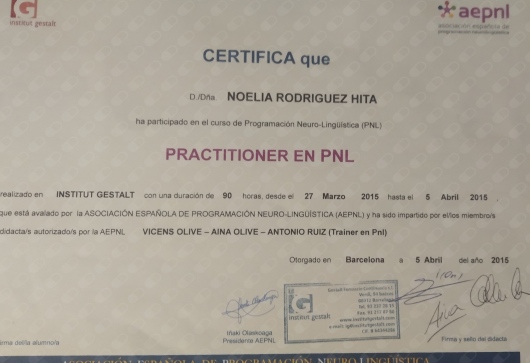 institut gestalt
aepnl
asociación española de
programación neurolingüística
CERTIFICA que
D./Dña. NOELIA RODRIGUEZ HITA
ha participado en el curso de Programación Neuro-Lingüística (PNL)
PRACTITIONER EN PNL
realizado en INSTITUT GESTALT con una duración de 90 horas, desde el 27 Marzo 2015 hasta el 5 Abril 2015
que está avalado por la ASOCIACIÓN ESPAÑOLA DE PROGRAMACIÓN NEURO-LINGÜÍSTICA (AEPNL) y ha sido impartido por el/los miembro/s
didacta/s autorizado/s por la AEPNL VICENS OLIVE - AINA OLIVE - ANTONIO RUIZ (Trainer en Pnl)
Otorgado en Barcelona a 5 Abril del año 2015
institut gestalt
Iñaki Olaskoaga
Presidente AEPNL
Firma y sello del didacta
ASOCIACIÓN ESPAÑOLA DE PROGRAMACIÓN NEURO LINGÜÍSTICA